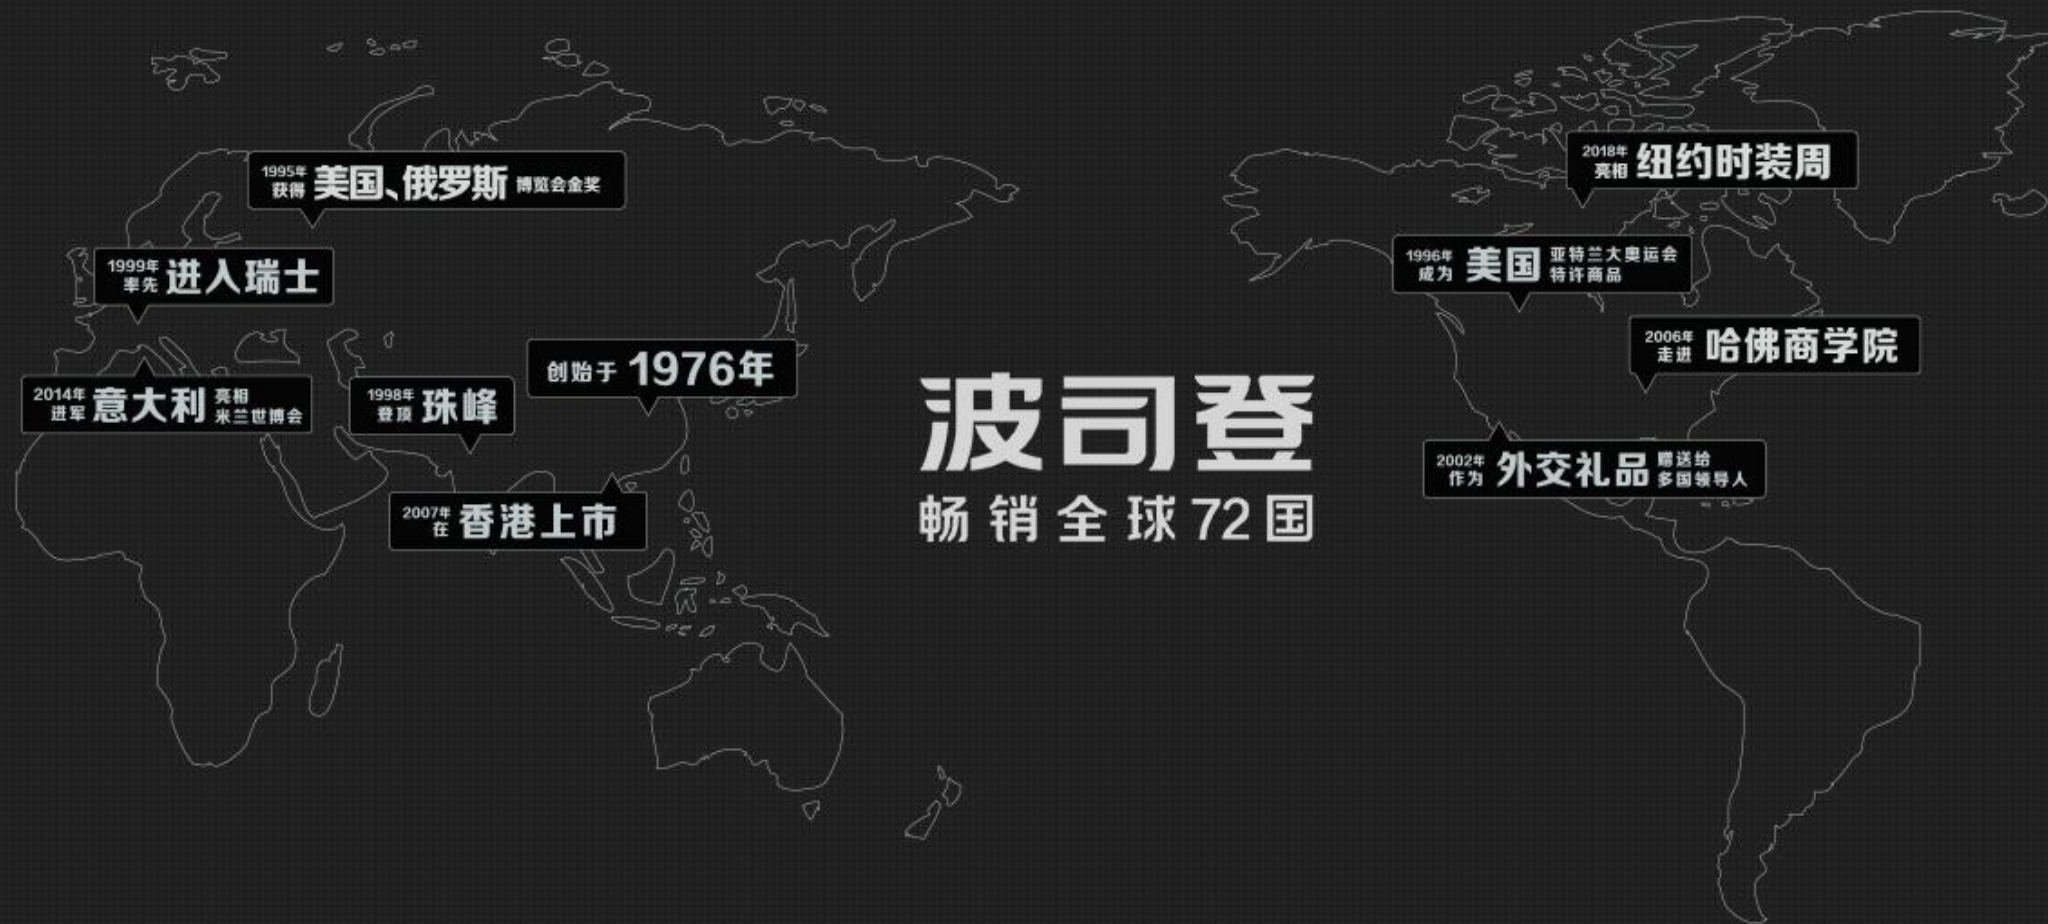 1995年
获得 美国、俄罗斯 博览会金奖
1999年
率先 进入瑞士
2014年
进军 意大利 亮相
米兰世博会
1998年
登顶 珠峰
创始于 1976年
2007年
在 香港上市
波司登
畅销全球72国
2018年
亮相 纽约时装周
1996年
成为 美国 亚特兰大奥运会
特许商品
2006年
走进 哈佛商学院
2002年
作为 外交礼品 赠送给
多国领导人